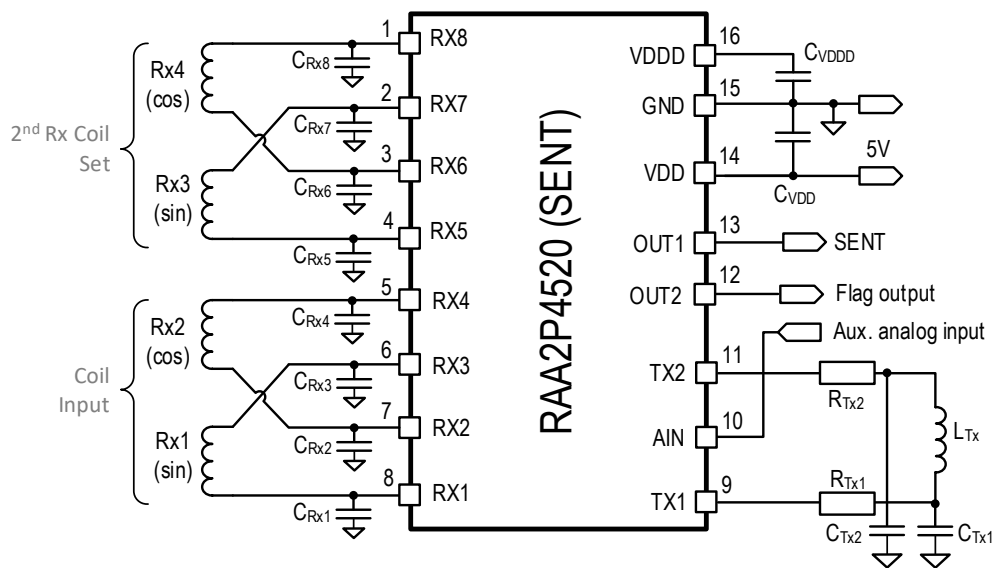 2nd Rx Coil
Set
Coil
Input
Rx4
(cos)
Rx3
(sin)
Rx2
(cos)
Rx1
(sin)
CRx8
CRx7
CRx6
CRx5
CRx4
CRx3
CRx2
CRx1
1
2
3
4
5
6
7
8
RX8
RX7
RX6
RX5
RX4
RX3
RX2
RX1
RAA2P4520 (SENT)
VDDD
GND
VDD
OUT1
OUT2
TX2
AIN
TX1
16
15
14
13
12
11
10
9
CVDDD
5V
CVDD
SENT
Flag output
Aux. analog input
RTx2
LTx
RTx1
CTx2
CTx1